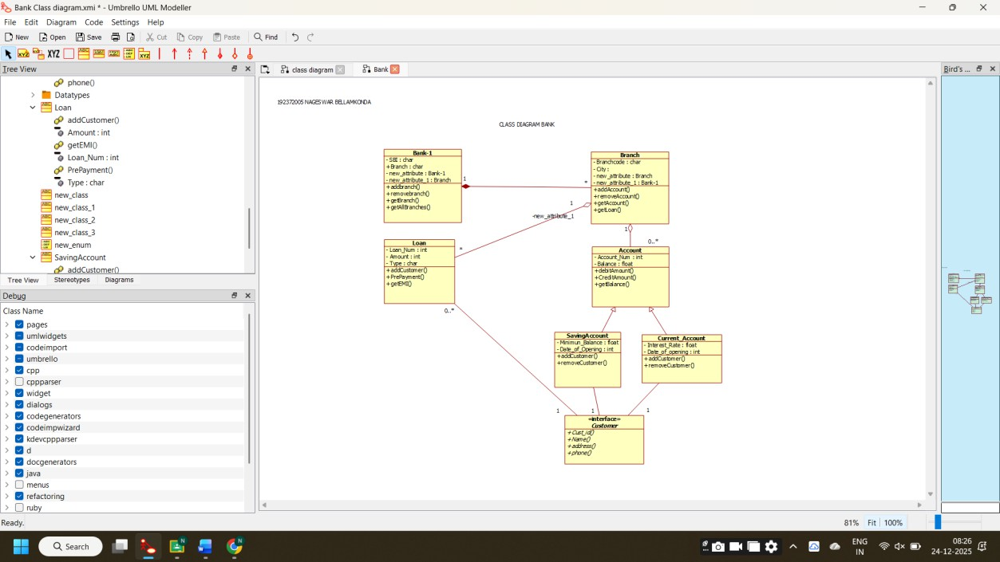 Bank Class diagram.xmi * - Umbrello UML Modeller
File Edit Diagram Code Settings Help
New Open Save Cut Copy Paste Find
Tree View
phone()
Datatypes
Loan
addCustomer()
Amount : int
getEMI()
Loan_Num : int
PrePayment()
Type : char
new_class
new_class_1
new_class_2
new_class_3
new_enum
SavingAccount
addCustomer()
Tree View Stereotypes Diagrams
Debug
Class Name
pages
umlwidgets
codeimport
umbrello
cpp
cppparser
widget
dialogs
codegenerators
codeimpwizard
kdevcppparser
d
docgenerators
java
menus
refactoring
ruby
class diagram Bank
192372005 NAGESWAR BELLAMKONDA
CLASS DIAGRAM BANK
Bank-1
- SBI : char
+ Branch : char
- new_attribute : Bank-1
- new_attribute_1 : Branch
+ addbranch()
+ removebranch()
+ getBranch()
+ getAllBranches()
1
*
Branch
- Branchcode : char
- City :
- new_attribute : Branch
- new_attribute_1 : Bank-1
+ addAccount()
+ removeAccount()
+ getAccount()
+ getLoan()
1
-new_attribute_1
*
1
0..*
Loan
- Loan_Num : int
- Amount : int
- Type : char
+ addCustomer()
+ PrePayment()
+ getEMI()
0..*
Account
- Account_Num : int
- Balance : float
+ debitAmount()
+ CreditAmount()
+ getBalance()
SavingAccount
- Minimun_Balance : float
- Date_of_Opening : int
+ addCustomer()
+ removeCustomer()
Current_Account
- Interest_Rate : float
- Date_of_opening : int
+ addCustomer()
+ removeCustomer()
1 1 1
«interface»
Customer
+ Cust_id()
+ Name()
+ address()
+ phone()
Bird's ...
Ready.
81% Fit 100%
Search
ENG
IN
08:26
24-12-2025